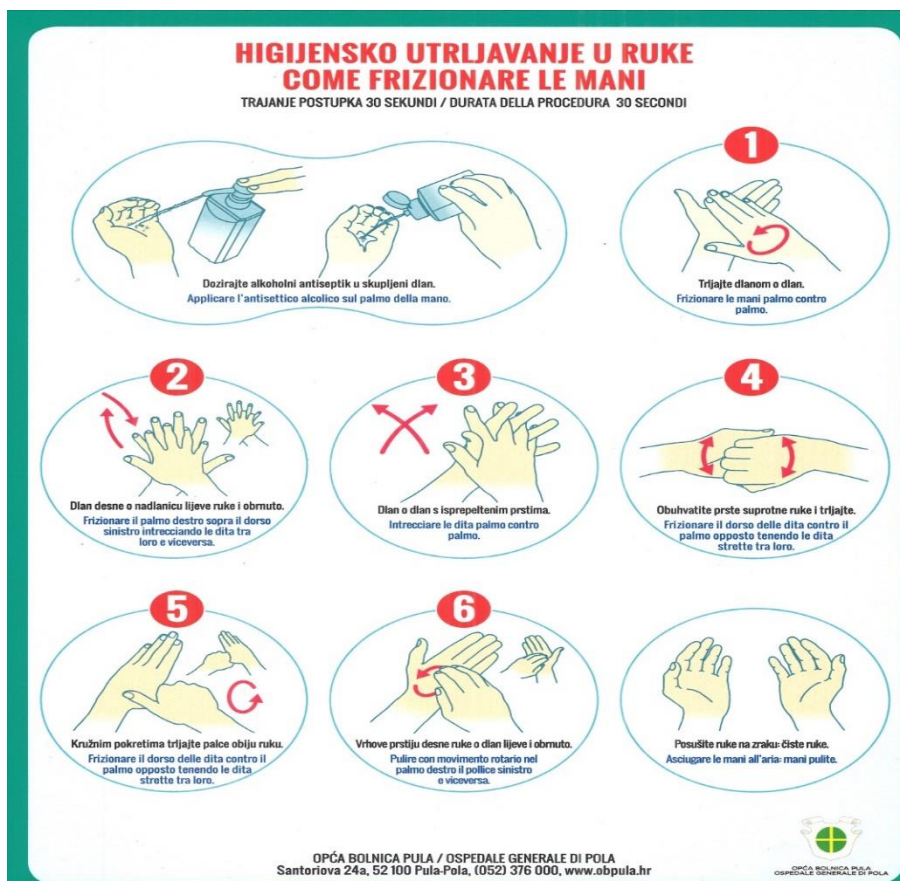 HIGIJENSKO UTRLJAVANJE U RUKE
COME FRIZIONARE LE MANI
TRAJANJE POSTUPKA 30 SEKUNDI / DURATA DELLA PROCEDURA 30 SECONDI
Dozirajte alkoholni antiseptik u skupljeni dlan.
Applicare l'antisettico alcolico sul palmo della mano.
1
Trljajte dlanom o dlan.
Frizionare le mani palmo contro
palmo.
2
Dlan desne o nadlanicu lijeve ruke i obrnuto.
Frizionare il palmo destro sopra il dorso
sinistro intrecciando le dita tra
loro e viceversa.
3
Dlan o dlan s isprepeltenim prstima.
Intrecciare le dita palmo contro
palmo.
4
Obuhvatite prste suprotne ruke i trljajte.
Frizionare il dorso delle dita contro il
palmo opposto tenendo le dita
strette tra loro.
5
Kružnim pokretima trljajte palce obiju ruku.
Frizionare il dorso delle dita contro il
palmo opposto tenendo le dita
strette tra loro.
6
Vrhove prstiju desne ruke o dlan lijeve i obrnuto.
Pulire con movimento rotario nel
palmo destro il pollice sinistro
e viceversa.
Posušite ruke na zraku: čiste ruke.
Asciugare le mani all'aria: mani pulite.
OPĆA BOLNICA PULA / OSPEDALE GENERALE DI POLA
Santoriova 24a, 52 100 Pula-Pola, (052) 376 000, www.obpula.hr
OPĆA BOLNICA PULA
OSPEDALE GENERALE DI POLA